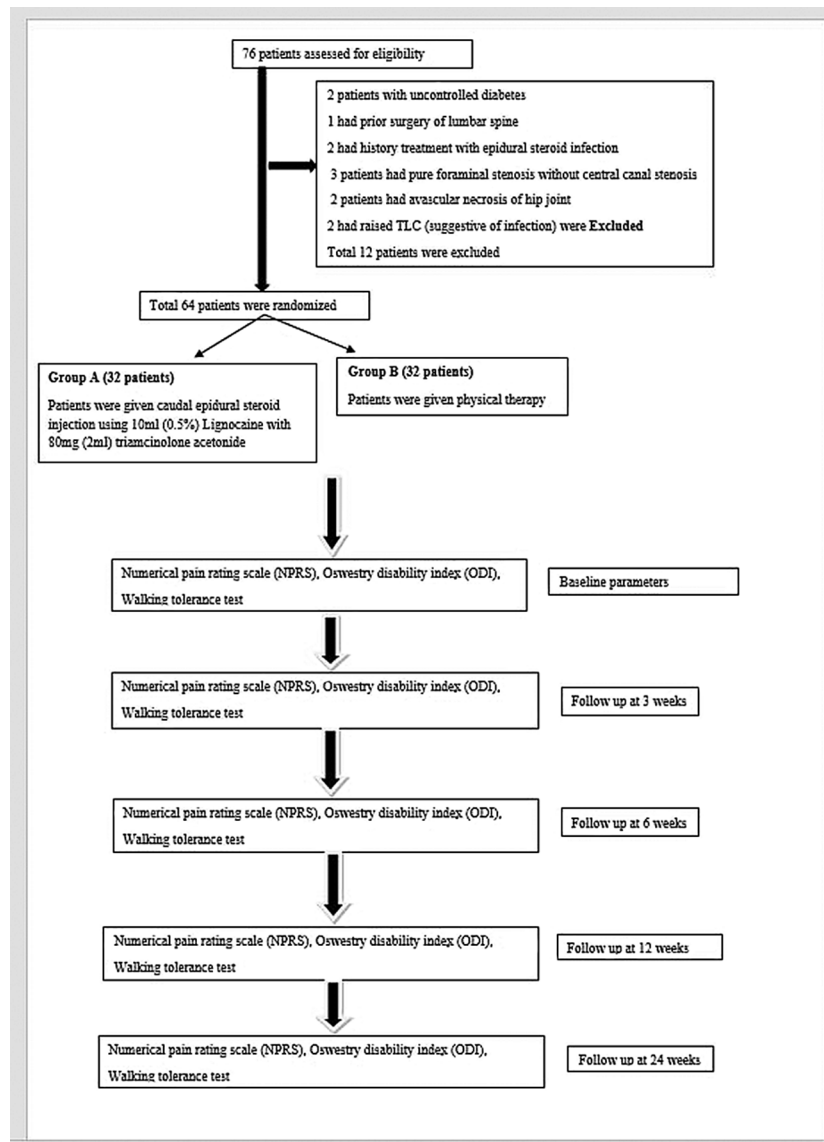 76 patients assessed for eligibility
2 patients with uncontrolled diabetes
1 had prior surgery of lumbar spine
2 had history treatment with epidural steroid infection
3 patients had pure foraminal stenosis without central canal stenosis
2 patients had avascular necrosis of hip joint
2 had raised TLC (suggestive of infection) were Excluded
Total 12 patients were excluded
Total 64 patients were randomized
Group A (32 patients)
Patients were given caudal epidural steroid
injection using 10ml (0.5%) Lignocaine with
80mg (2ml) triamcinolone acetonide
Group B (32 patients)
Patients were given physical therapy
Numerical pain rating scale (NPRS), Oswestry disability index (ODI),
Walking tolerance test
Baseline parameters
Numerical pain rating scale (NPRS), Oswestry disability index (ODI),
Walking tolerance test
Follow up at 3 weeks
Numerical pain rating scale (NPRS), Oswestry disability index (ODI),
Walking tolerance test
Follow up at 6 weeks
Numerical pain rating scale (NPRS), Oswestry disability index (ODI),
Walking tolerance test
Follow up at 12 weeks
Numerical pain rating scale (NPRS), Oswestry disability index (ODI),
Walking tolerance test
Follow up at 24 weeks